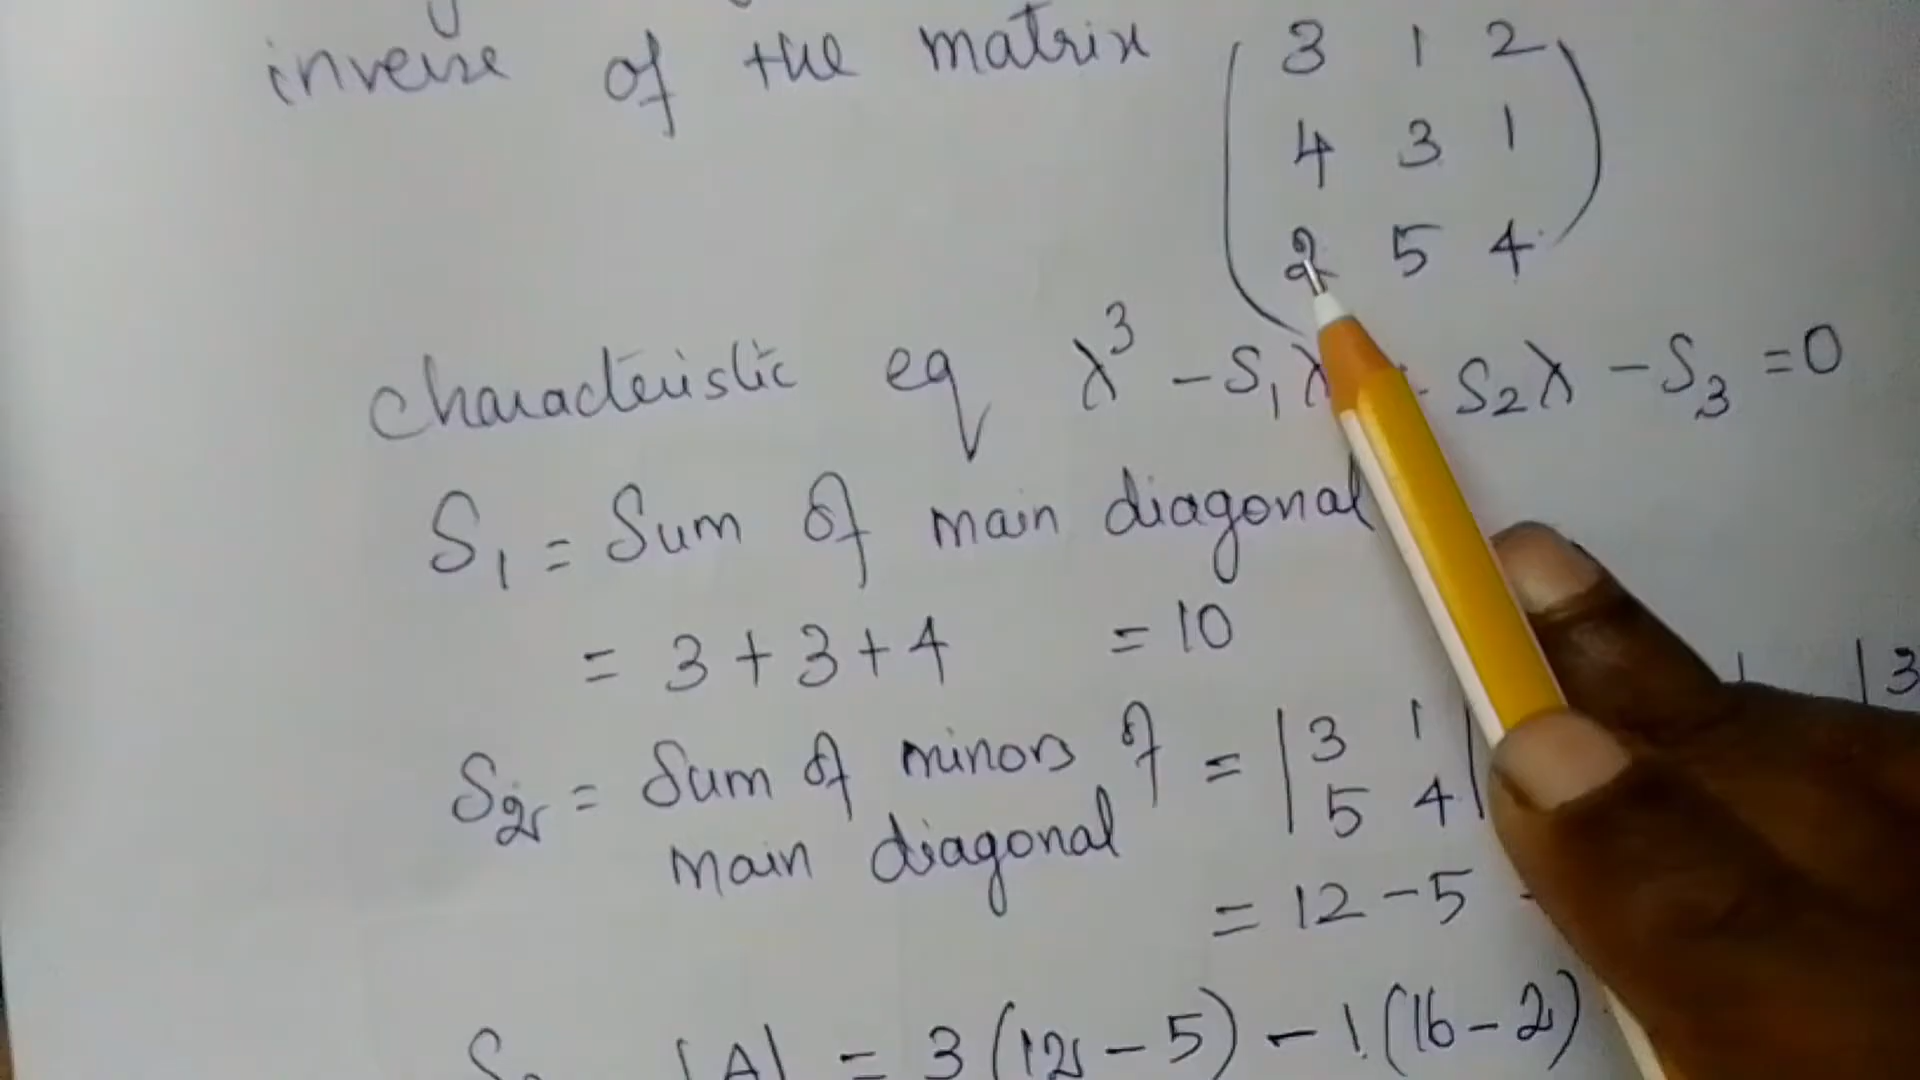 inverse of the matrix ( 3 1 2
4 3 1
2 5 4 )
characteristic eq λ³ - S₁λ S₂λ - S₃ = 0
S₁ = Sum of main diagonal
= 3 + 3 + 4 = 10
S₂ = Sum of minors of = | 3 1 | | 3
main diagonal 5 4
= 12 - 5
|A| = 3 (12 - 5) - 1 (16 - 2)